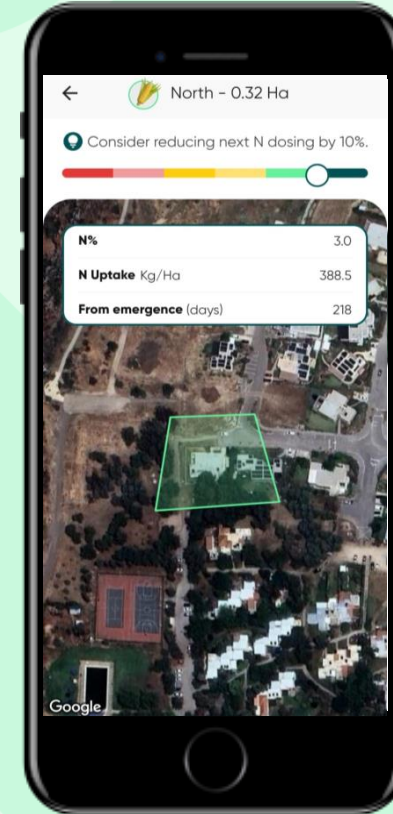 North - 0.32 Ha
Consider reducing next N dosing by 10%.
N% 3.0
N Uptake Kg/Ha 388.5
From emergence (days) 218
Google